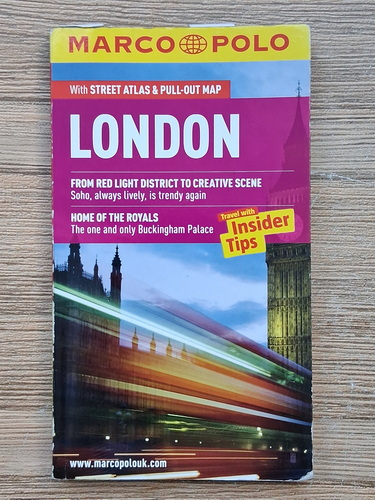 MARCO POLO
With STREET ATLAS & PULL-OUT MAP
LONDON
FROM RED LIGHT DISTRICT TO CREATIVE SCENE
Soho, always lively, is trendy again
HOME OF THE ROYALS
The one and only Buckingham Palace
Travel with
Insider
Tips
www.marcopolouk.com